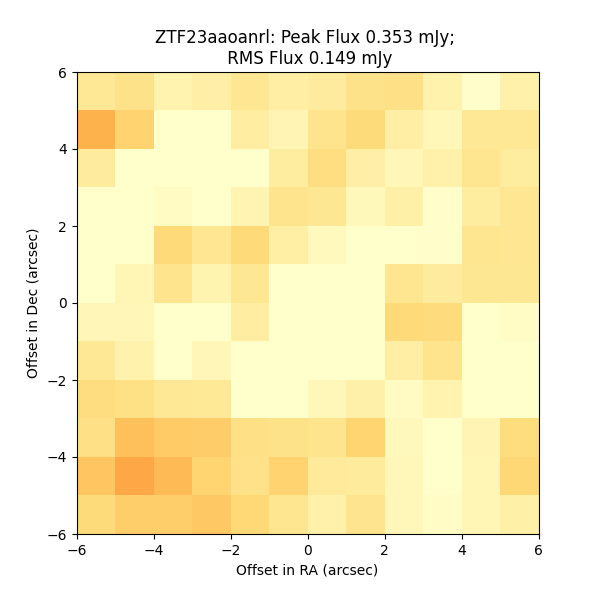 ZTF23aaoanrl: Peak Flux 0.353 mJy;
RMS Flux 0.149 mJy
6
4
2
0
−2
−4
−6
Offset in Dec (arcsec)
−6 −4 −2 0 2 4 6
Offset in RA (arcsec)